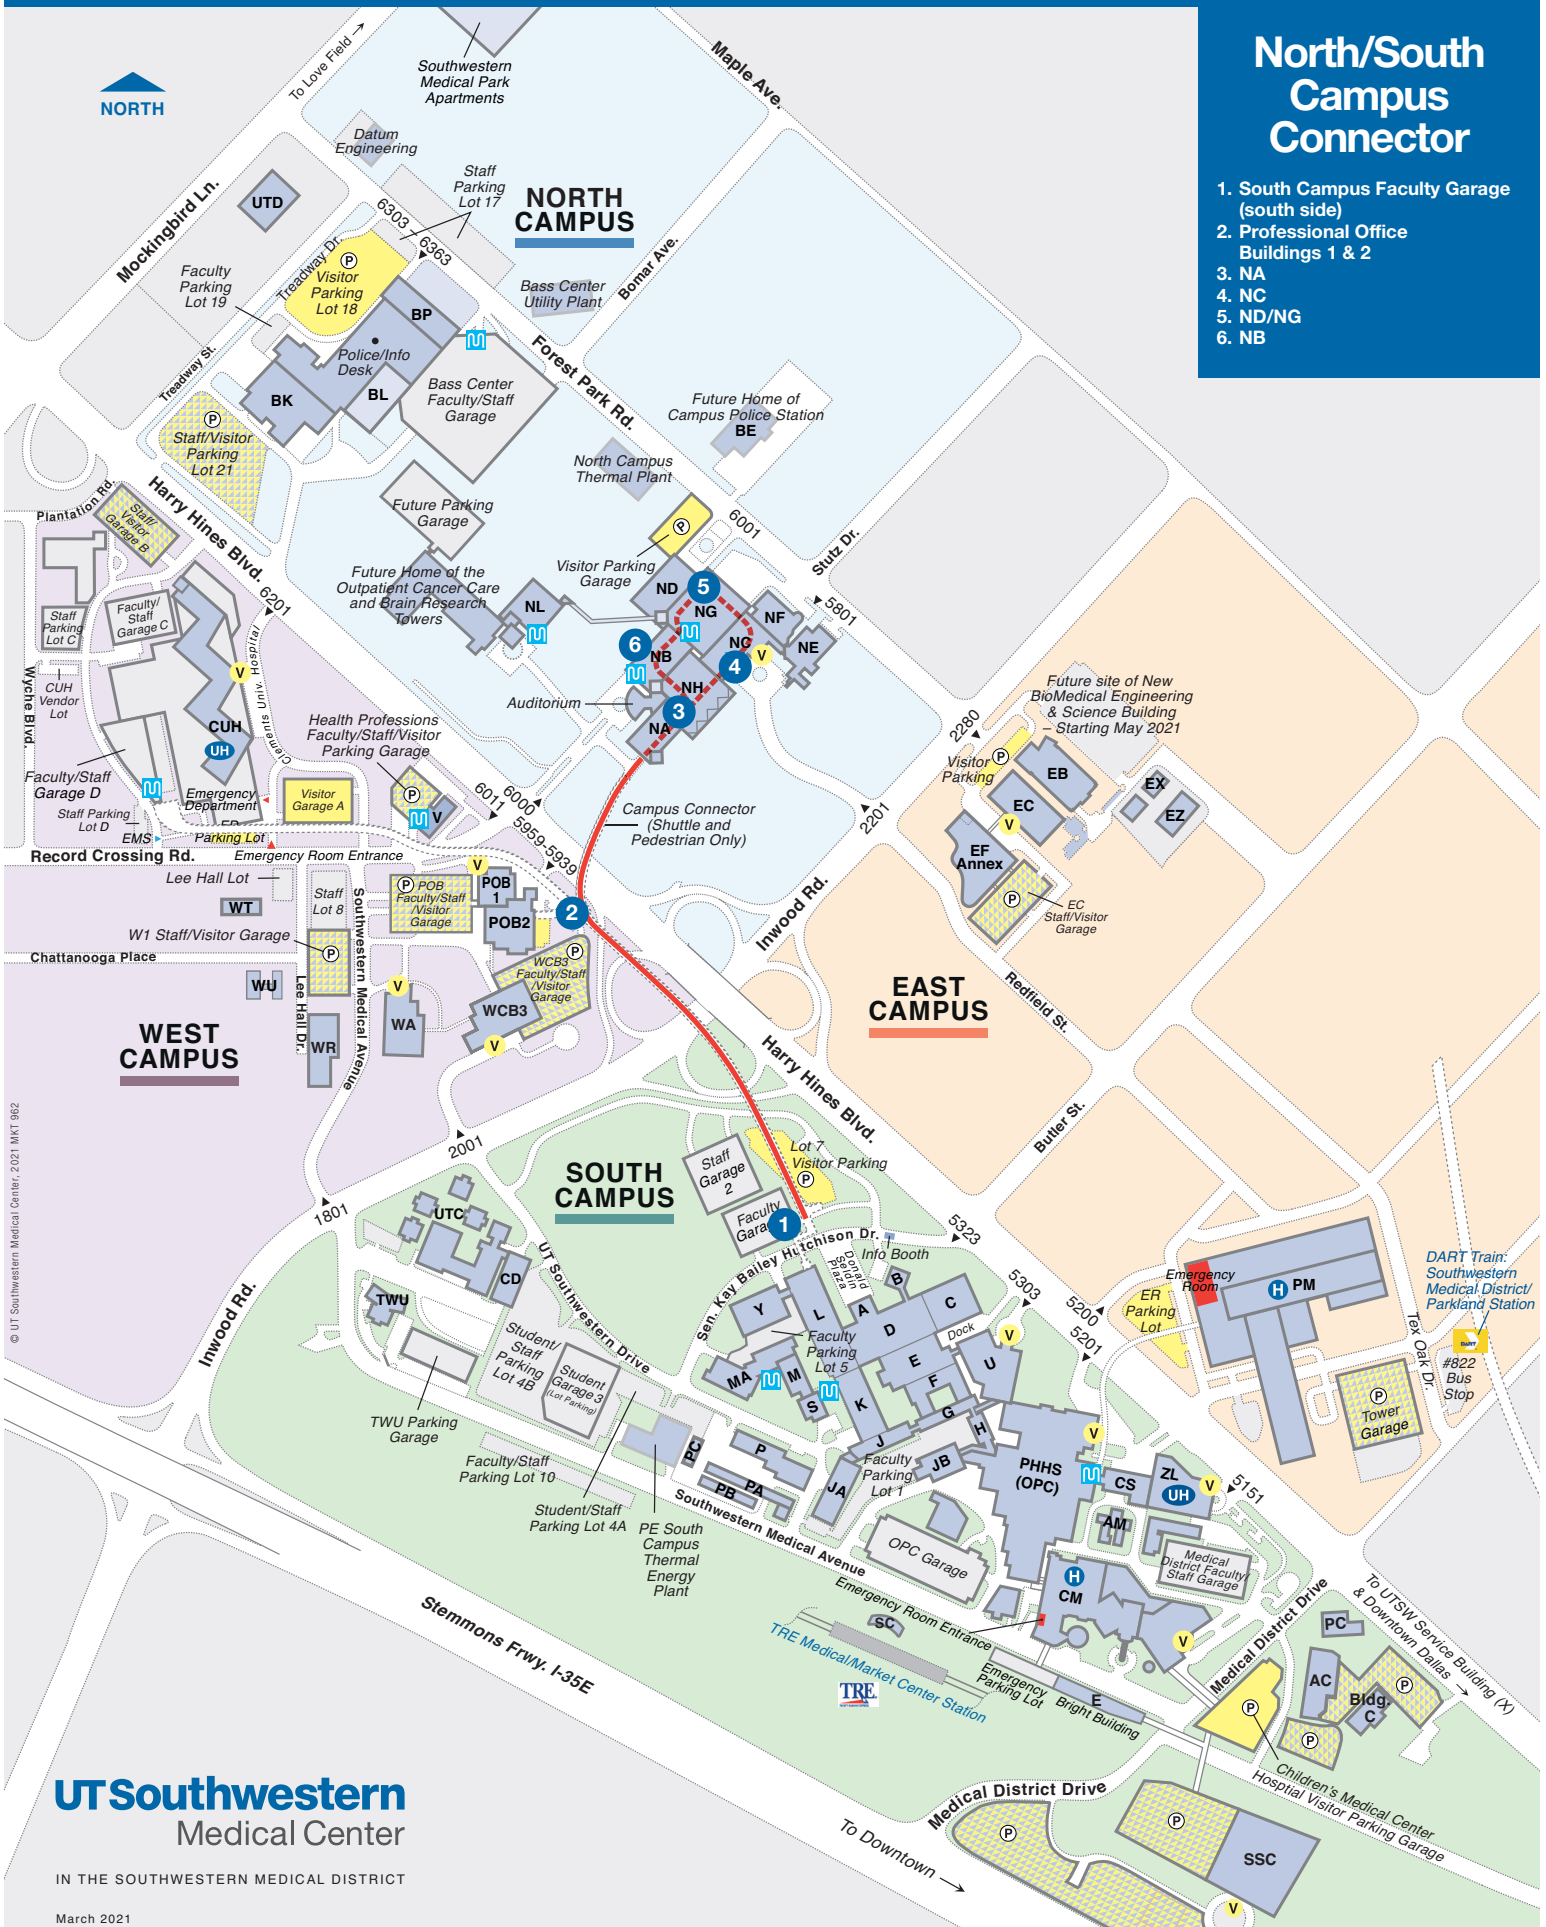 North/South
Campus
Connector
1. South Campus Faculty Garage
(south side)
2. Professional Office
Buildings 1 & 2
3. NA
4. NC
5. ND/NG
6. NB
NORTH
To Love Field
Southwestern
Medical Park
Apartments
Maple Ave.
Datum
Engineering
Staff
Parking
Lot 17
NORTH
CAMPUS
UTD
Mockingbird Ln.
6303 – 6363
Treadway Dr.
P
Visitor
Parking
Lot 18
Faculty
Parking
Lot 19
Bass Center
Utility Plant
Bomar Ave.
BP
Police/Info
Desk
BL
BK
Treadway St.
Bass Center
Faculty/Staff
Garage
Forest Park Rd.
Future Home of
Campus Police Station
BE
P
Staff/Visitor
Parking
Lot 21
North Campus
Thermal Plant
Plantation Rd.
Staff/
Visitor
Garage B
Harry Hines Blvd.
6201
Future Parking
Garage
P
6001
Visitor Parking
Garage
Stutz Dr.
5801
Future Home of the
Outpatient Cancer Care
and Brain Research
Towers
NL
ND
5
NG
NF
NE
NC
V
4
6
NB
NH
3
NA
Auditorium
Staff
Parking
Lot C
Faculty/
Staff
Garage C
CUH
Vendor
Lot
Wyche Blvd.
V
Clements Univ. Hospital
CUH
UH
Health Professions
Faculty/Staff/Visitor
Parking Garage
P
V
Faculty/Staff
Garage D
Emergency
Department
Visitor
Garage A
Staff Parking
Lot D
EMS
ED
Parking Lot
Record Crossing Rd.
Emergency Room Entrance
6011
6000
5959-5939
Campus Connector
(Shuttle and
Pedestrian Only)
2280
2201
Visitor
Parking
P
Future site of New
BioMedical Engineering
& Science Building
– Starting May 2021
EB
EC
V
EX
EZ
EF
Annex
P
EC
Staff/Visitor
Garage
Inwood Rd.
Redfield St.
EAST
CAMPUS
Lee Hall Lot
WT
Staff
Lot 8
W1 Staff/Visitor Garage
P
Chattanooga Place
WU
Lee Hall Dr.
WR
Southwestern Medical Avenue
P POB
Faculty/Staff
/Visitor
Garage
V
POB
1
POB2
2
P
WCB3
Faculty/Staff
/Visitor
Garage
WCB3
V
V
WA
WEST
CAMPUS
Harry Hines Blvd.
Butler St.
2001
1801
Inwood Rd.
SOUTH
CAMPUS
Staff
Garage
2
Lot 7
Visitor Parking
P
Faculty
1
Sen. Kay Bailey Hutchison Dr.
Donald
Seldin
Plaza
Info Booth
5323
5303
5200
5201
UTC
CD
TWU
UT Southwestern Drive
TWU Parking
Garage
Student/
Staff
Parking
Lot 4B
Student
Garage 3
(Lot Parking)
Faculty/Staff
Parking Lot 10
Student/Staff
Parking Lot 4A
PE South
Campus
Thermal
Energy
Plant
Y
L
A
B
C
D
Dock
Faculty
Parking
Lot 5
MA
M
S
K
E
F
G
H
J
U
V
JB
JA
Faculty
Parking
Lot 1
P
PC
PA
PB
Southwestern Medical Avenue
PHHS
(OPC)
V
CS
ZL
UH
V
5151
AM
Medical
District Faculty/
Staff Garage
OPC Garage
H
CM
V
Emergency Room Entrance
SC
TRE Medical/Market Center Station
TRE
Emergency
Parking Lot
E
Bright Building
Emergency
Room
ER
Parking
Lot
H PM
DART Train:
Southwestern
Medical District/
Parkland Station
DART
#822
Bus
Stop
Tex Oak Dr
P
Tower
Garage
Medical District Drive
To UTSW Service Building (X)
& Downtown Dallas
PC
AC
Bldg.
C
P
P
P
Children's Medical Center
Hosptial Visitor Parking Garage
Medical District Drive
P
P
SSC
V
To Downtown
Stemmons Frwy. I-35E
© UT Southwestern Medical Center, 2021 MKT 962
UT Southwestern
Medical Center
IN THE SOUTHWESTERN MEDICAL DISTRICT
March 2021